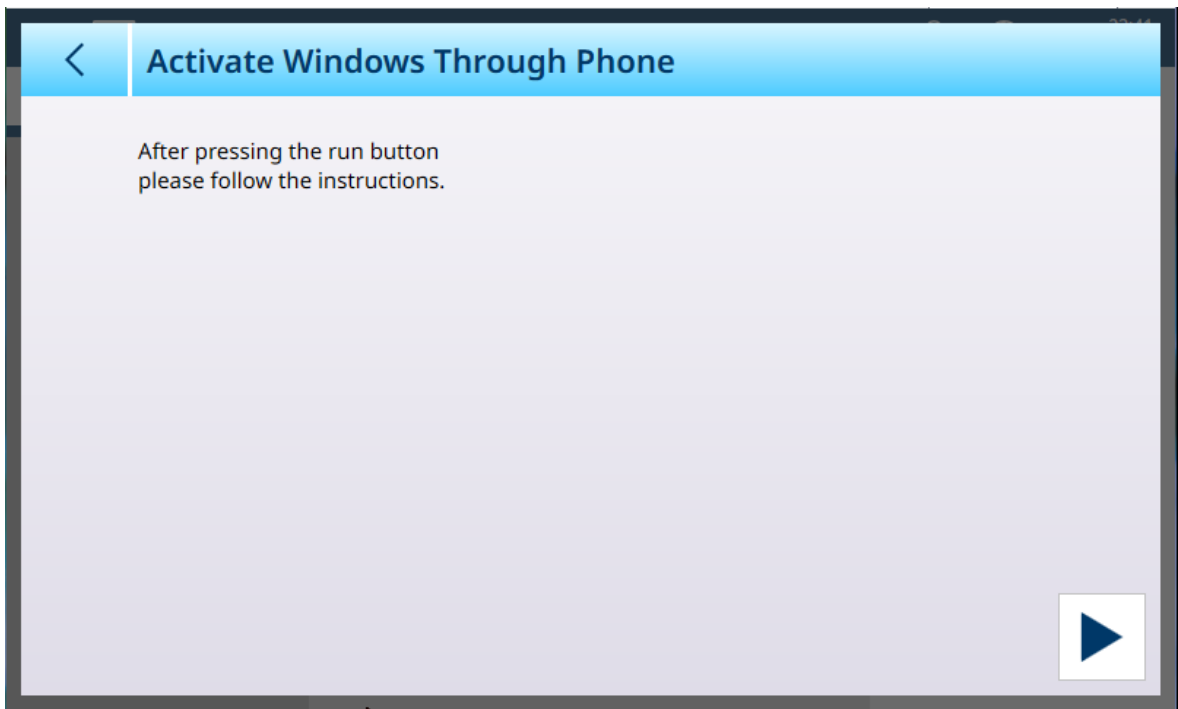 Activate Windows Through Phone
After pressing the run button
please follow the instructions.